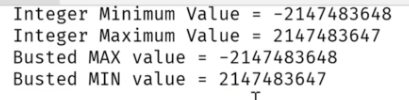 Integer Minimum Value = -2147483648
Integer Maximum Value = 2147483647
Busted MAX value = -2147483648
Busted MIN value = 2147483647